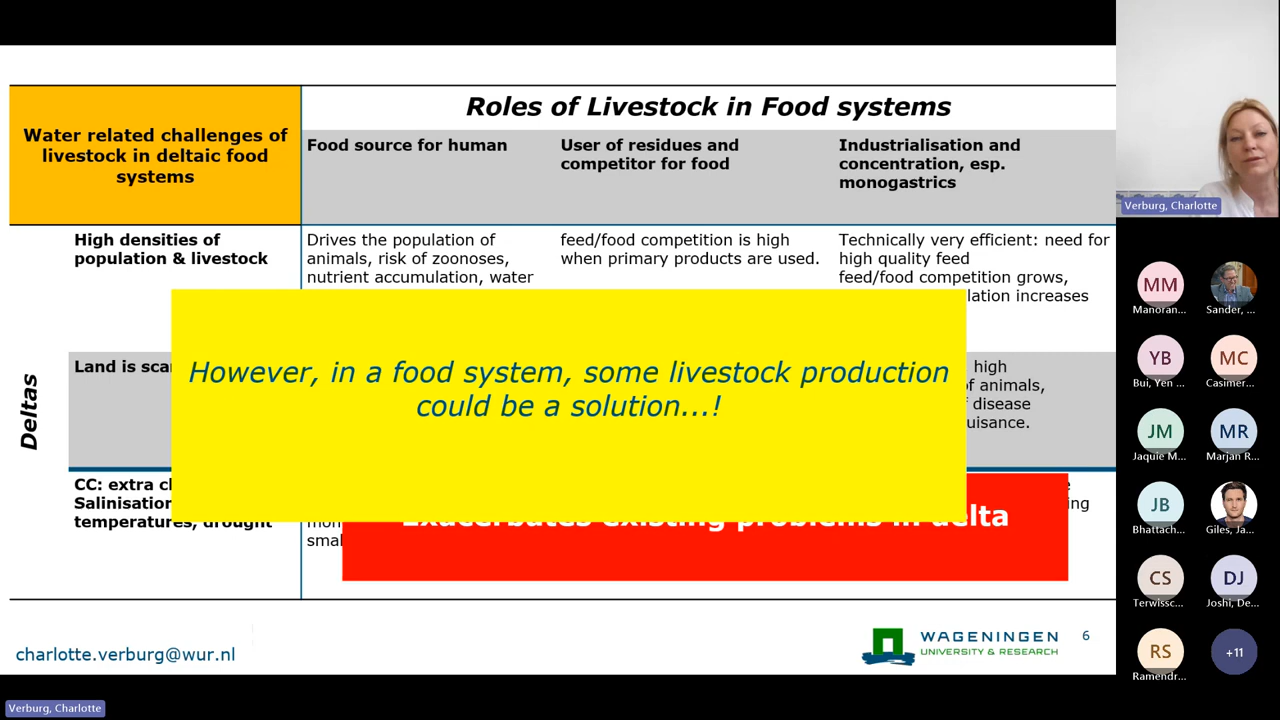 Roles of Livestock in Food systems
Water related challenges of
livestock in deltaic food
systems
Food source for human
User of residues and
competitor for food
Industrialisation and
concentration, esp.
monogastrics
High densities of
population & livestock
Drives the population of
animals, risk of zoonoses,
nutrient accumulation, water
feed/food competition is high
when primary products are used.
Technically very efficient: need for
high quality feed
feed/food competition grows,
increases
Deltas
Land is
high
animals,
disease
However, in a food system, some livestock production
could be a solution...!
CC: extra
Salinisation
temperatures, drought
Exacerbates existing problems in delta
charlotte.verburg@wur.nl
WAGENINGEN
UNIVERSITY & RESEARCH
6
Verburg, Charlotte
Verburg, Charlotte
MM
Manoran...
Sander, ...
YB
Bui, Yen ...
MC
Casimer...
JM
Jaquie M...
MR
Marjan R...
JB
Bhattach...
Giles, Ja...
CS
Terwissc...
DJ
Joshi, De...
RS
Ramendr...
+11